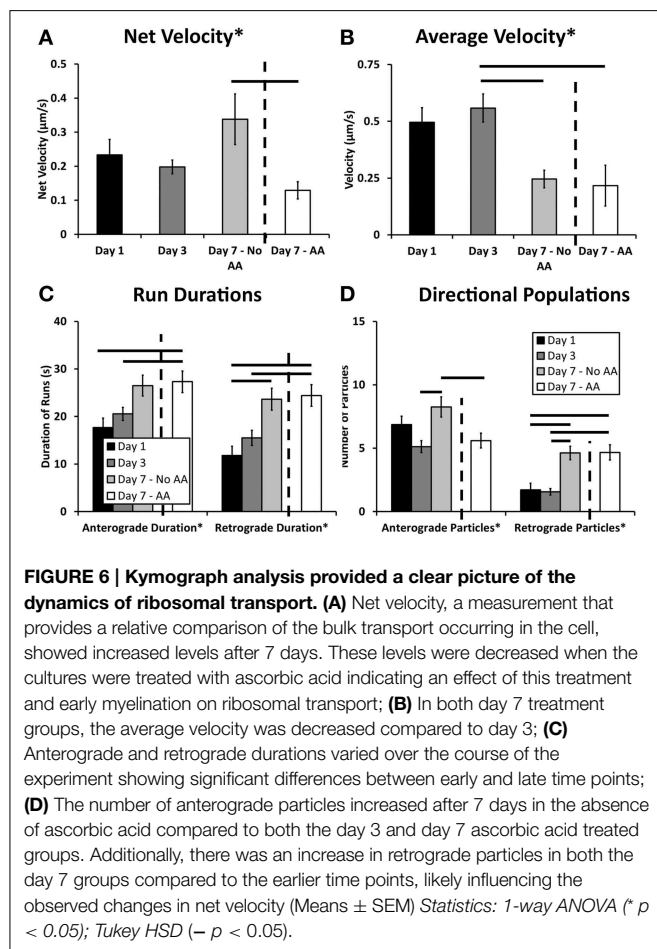 A Net Velocity*
Net Velocity (µm/s)
0.5
0.4
0.3
0.2
0.1
0
Day 1 Day 3 Day 7 - No AA Day 7 - AA
B Average Velocity*
Velocity (µm/s)
0.75
0.5
0.25
0
Day 1 Day 3 Day 7 - No AA Day 7 - AA
C Run Durations
Duration of Runs (s)
40
30
20
10
0
Day 1
Day 3
Day 7 - No AA
Day 7 - AA
Anterograde Duration* Retrograde Duration*
D Directional Populations
Number of Particles
15
10
5
0
Day 1
Day 3
Day 7 - No AA
Day 7 - AA
Anterograde Particles* Retrograde Particles*
FIGURE 6 | Kymograph analysis provided a clear picture of the
dynamics of ribosomal transport. (A) Net velocity, a measurement that
provides a relative comparison of the bulk transport occurring in the cell,
showed increased levels after 7 days. These levels were decreased when the
cultures were treated with ascorbic acid indicating an effect of this treatment
and early myelination on ribosomal transport; (B) In both day 7 treatment
groups, the average velocity was decreased compared to day 3; (C)
Anterograde and retrograde durations varied over the course of the
experiment showing significant differences between early and late time points;
(D) The number of anterograde particles increased after 7 days in the absence
of ascorbic acid compared to both the day 3 and day 7 ascorbic acid treated
groups. Additionally, there was an increase in retrograde particles in both the
day 7 groups compared to the earlier time points, likely influencing the
observed changes in net velocity (Means ± SEM) Statistics: 1-way ANOVA (* p
< 0.05); Tukey HSD (– p < 0.05).